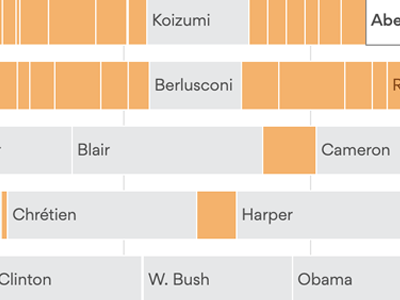 Koizumi Abe
Berlusconi R
Blair Cameron
Chrétien Harper
Clinton W. Bush Obama